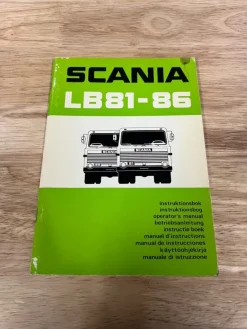 SCANIA
LB81-86
SCANIA
instruktionsbok
instruktionsbog
operator's manual
betriebsanleitung
instructie boek
manuel d'instructions
manual de instrucciones
käyttöohjekirja
manuale di istruzione